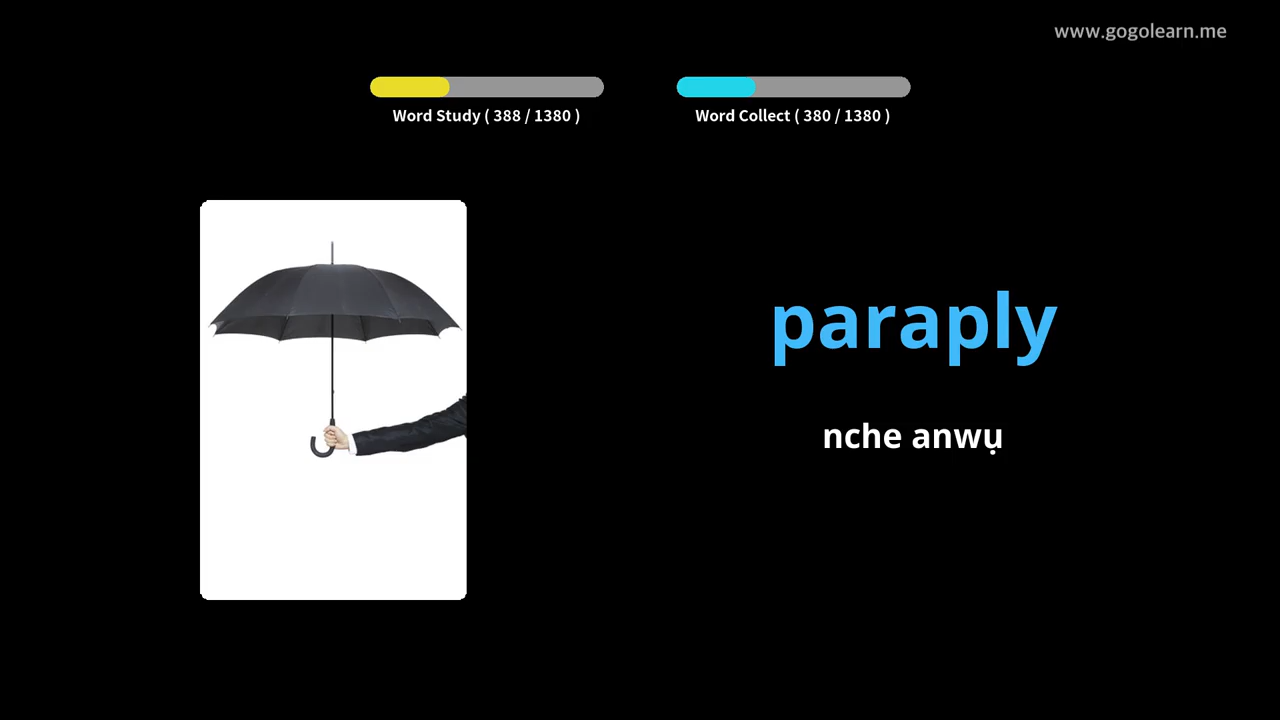 www.gogolearn.me
Word Study ( 388 / 1380 )
Word Collect ( 380 / 1380 )
paraply
nche anwụ